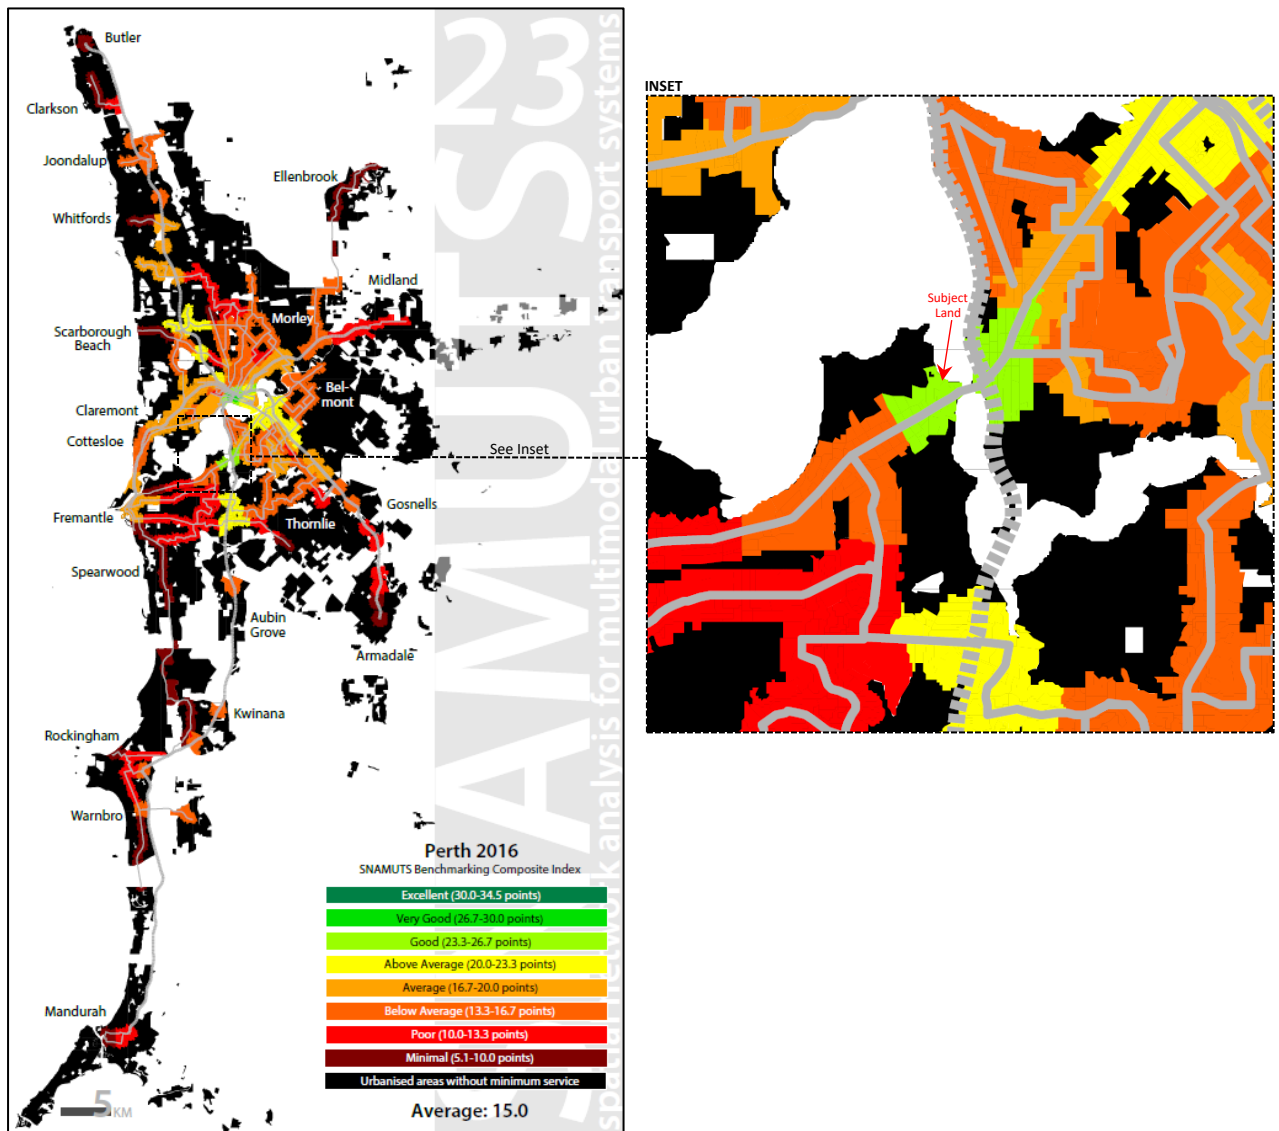 23
SNAMUTS
spatial network analysis for multimodal urban transport systems
Butler
Clarkson
Joondalup
Ellenbrook
Whitfords
Midland
Morley
Scarborough
Beach
Bel-
mont
Claremont
Cottesloe
See Inset
Gosnells
Fremantle
Thornlie
Spearwood
Aubin
Grove
Armadale
Kwinana
Rockingham
Warnbro
Mandurah
5 KM
Perth 2016
SNAMUTS Benchmarking Composite Index
Excellent (30.0-34.5 points)
Very Good (26.7-30.0 points)
Good (23.3-26.7 points)
Above Average (20.0-23.3 points)
Average (16.7-20.0 points)
Below Average (13.3-16.7 points)
Poor (10.0-13.3 points)
Minimal (5.1-10.0 points)
Urbanised areas without minimum service
Average: 15.0
INSET
Subject
Land